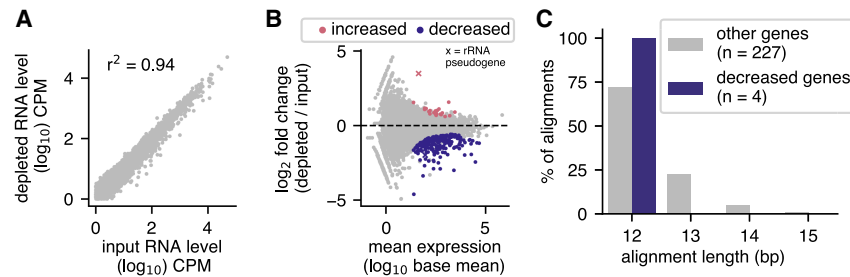 A
r² = 0.94
depleted RNA level
(log₁₀) CPM
4
2
0
0
2
4
input RNA level
(log₁₀) CPM
B
increased
decreased
x = rRNA
pseudogene
log₂ fold change
(depleted / input)
5
0
−5
0
5
mean expression
(log₁₀ base mean)
C
other genes
(n = 227)
decreased genes
(n = 4)
% of alignments
100
75
50
25
0
12
13
14
15
alignment length (bp)